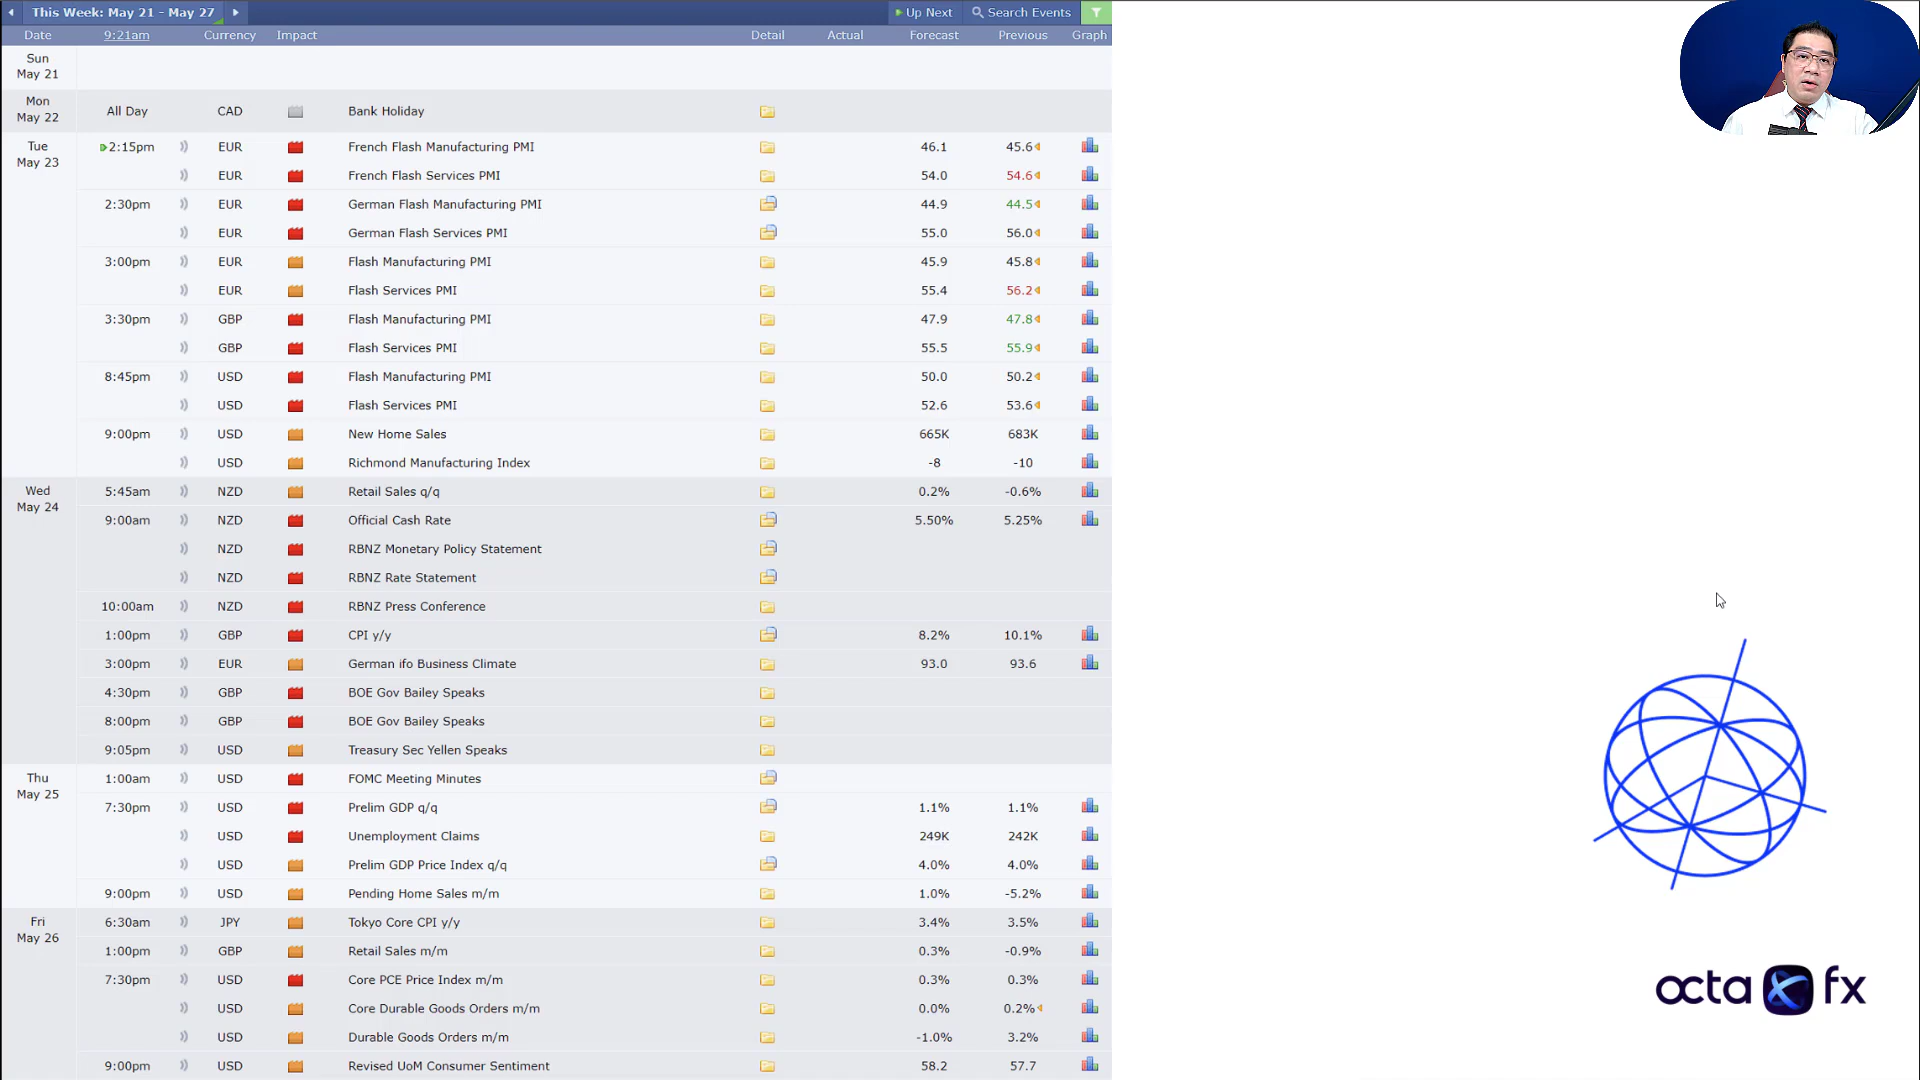 This Week: May 21 - May 27 Up Next Search Events
Date 9:21am Currency Impact Detail Actual Forecast Previous Graph
Sun
May 21
Mon
May 22 All Day CAD Bank Holiday
Tue
May 23 2:15pm EUR French Flash Manufacturing PMI 46.1 45.6
EUR French Flash Services PMI 54.0 54.6
2:30pm EUR German Flash Manufacturing PMI 44.9 44.5
EUR German Flash Services PMI 55.0 56.0
3:00pm EUR Flash Manufacturing PMI 45.9 45.8
EUR Flash Services PMI 55.4 56.2
3:30pm GBP Flash Manufacturing PMI 47.9 47.8
GBP Flash Services PMI 55.5 55.9
8:45pm USD Flash Manufacturing PMI 50.0 50.2
USD Flash Services PMI 52.6 53.6
9:00pm USD New Home Sales 665K 683K
USD Richmond Manufacturing Index -8 -10
Wed
May 24 5:45am NZD Retail Sales q/q 0.2% -0.6%
9:00am NZD Official Cash Rate 5.50% 5.25%
NZD RBNZ Monetary Policy Statement
NZD RBNZ Rate Statement
10:00am NZD RBNZ Press Conference
1:00pm GBP CPI y/y 8.2% 10.1%
3:00pm EUR German ifo Business Climate 93.0 93.6
4:30pm GBP BOE Gov Bailey Speaks
8:00pm GBP BOE Gov Bailey Speaks
9:05pm USD Treasury Sec Yellen Speaks
Thu
May 25 1:00am USD FOMC Meeting Minutes
7:30pm USD Prelim GDP q/q 1.1% 1.1%
USD Unemployment Claims 249K 242K
USD Prelim GDP Price Index q/q 4.0% 4.0%
9:00pm USD Pending Home Sales m/m 1.0% -5.2%
Fri
May 26 6:30am JPY Tokyo Core CPI y/y 3.4% 3.5%
1:00pm GBP Retail Sales m/m 0.3% -0.9%
7:30pm USD Core PCE Price Index m/m 0.3% 0.3%
USD Core Durable Goods Orders m/m 0.0% 0.2%
USD Durable Goods Orders m/m -1.0% 3.2%
9:00pm USD Revised UoM Consumer Sentiment 58.2 57.7
octa fx